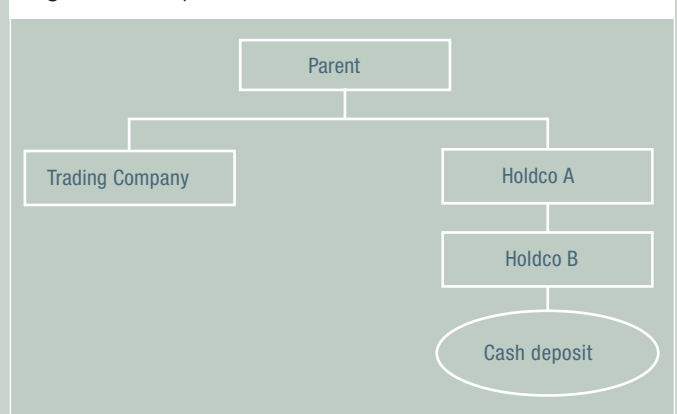 Parent
Trading Company
Holdco A
Holdco B
Cash deposit